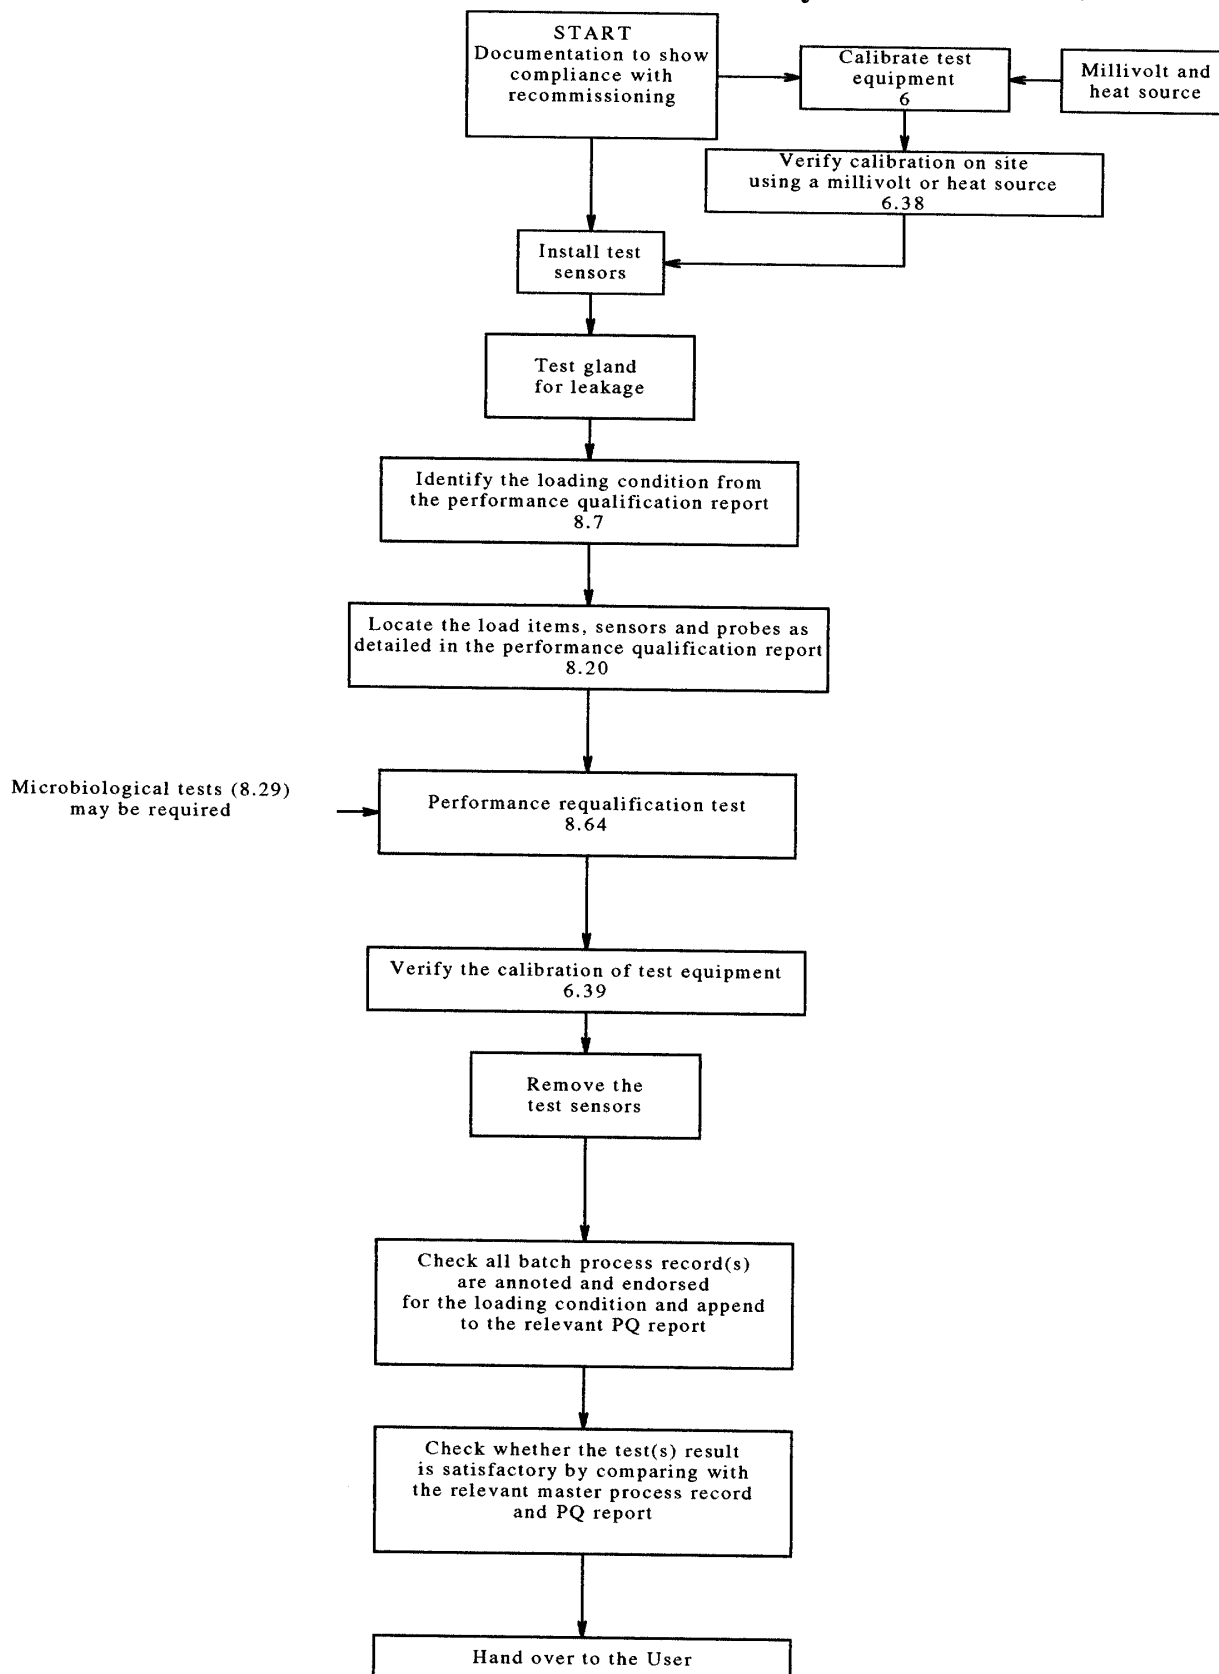 START
Documentation to show
compliance with
recommissioning
Calibrate test
equipment
6
Millivolt and
heat source
Verify calibration on site
using a millivolt or heat source
6.38
Install test
sensors
Test gland
for leakage
Identify the loading condition from
the performance qualification report
8.7
Locate the load items, sensors and probes as
detailed in the performance qualification report
8.20
Microbiological tests (8.29)
may be required
Performance requalification test
8.64
Verify the calibration of test equipment
6.39
Remove the
test sensors
Check all batch process record(s)
are annoted and endorsed
for the loading condition and append
to the relevant PQ report
Check whether the test(s) result
is satisfactory by comparing with
the relevant master process record
and PQ report
Hand over to the User